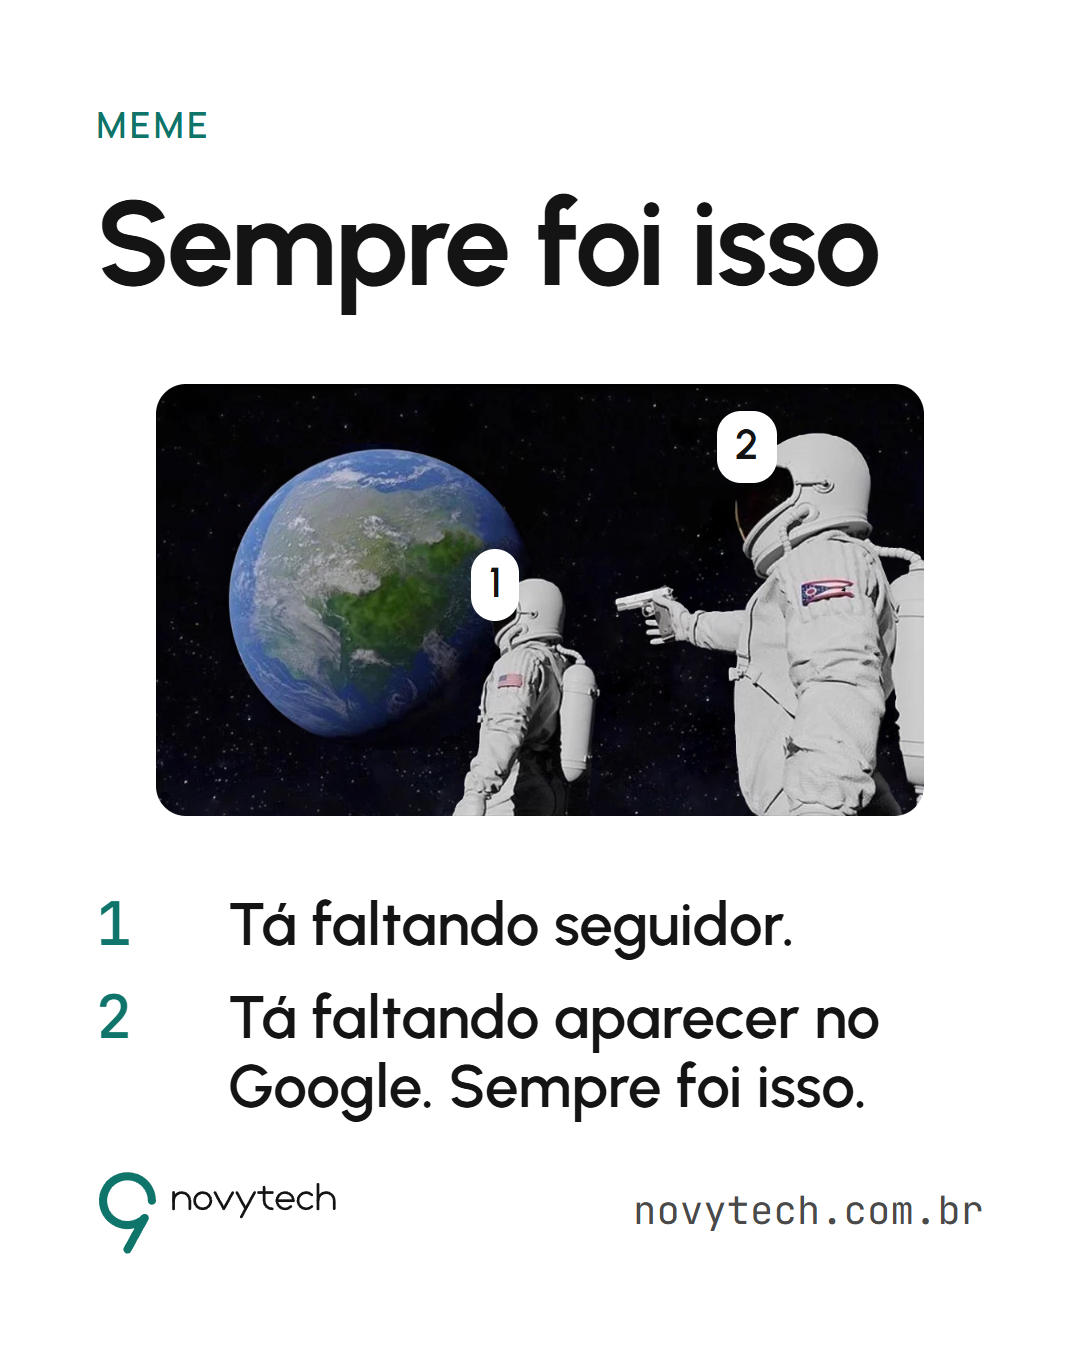 MEME
Sempre foi isso
2
1
1 Tá faltando seguidor.
2 Tá faltando aparecer no
Google. Sempre foi isso.
novytech
novytech.com.br